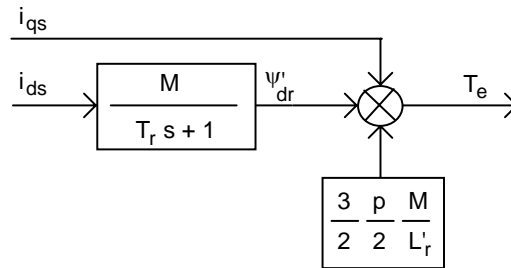 i_qs
i_ds
M
T_r s + 1
ψ'_dr
T_e
3 p M
2 2 L'_r